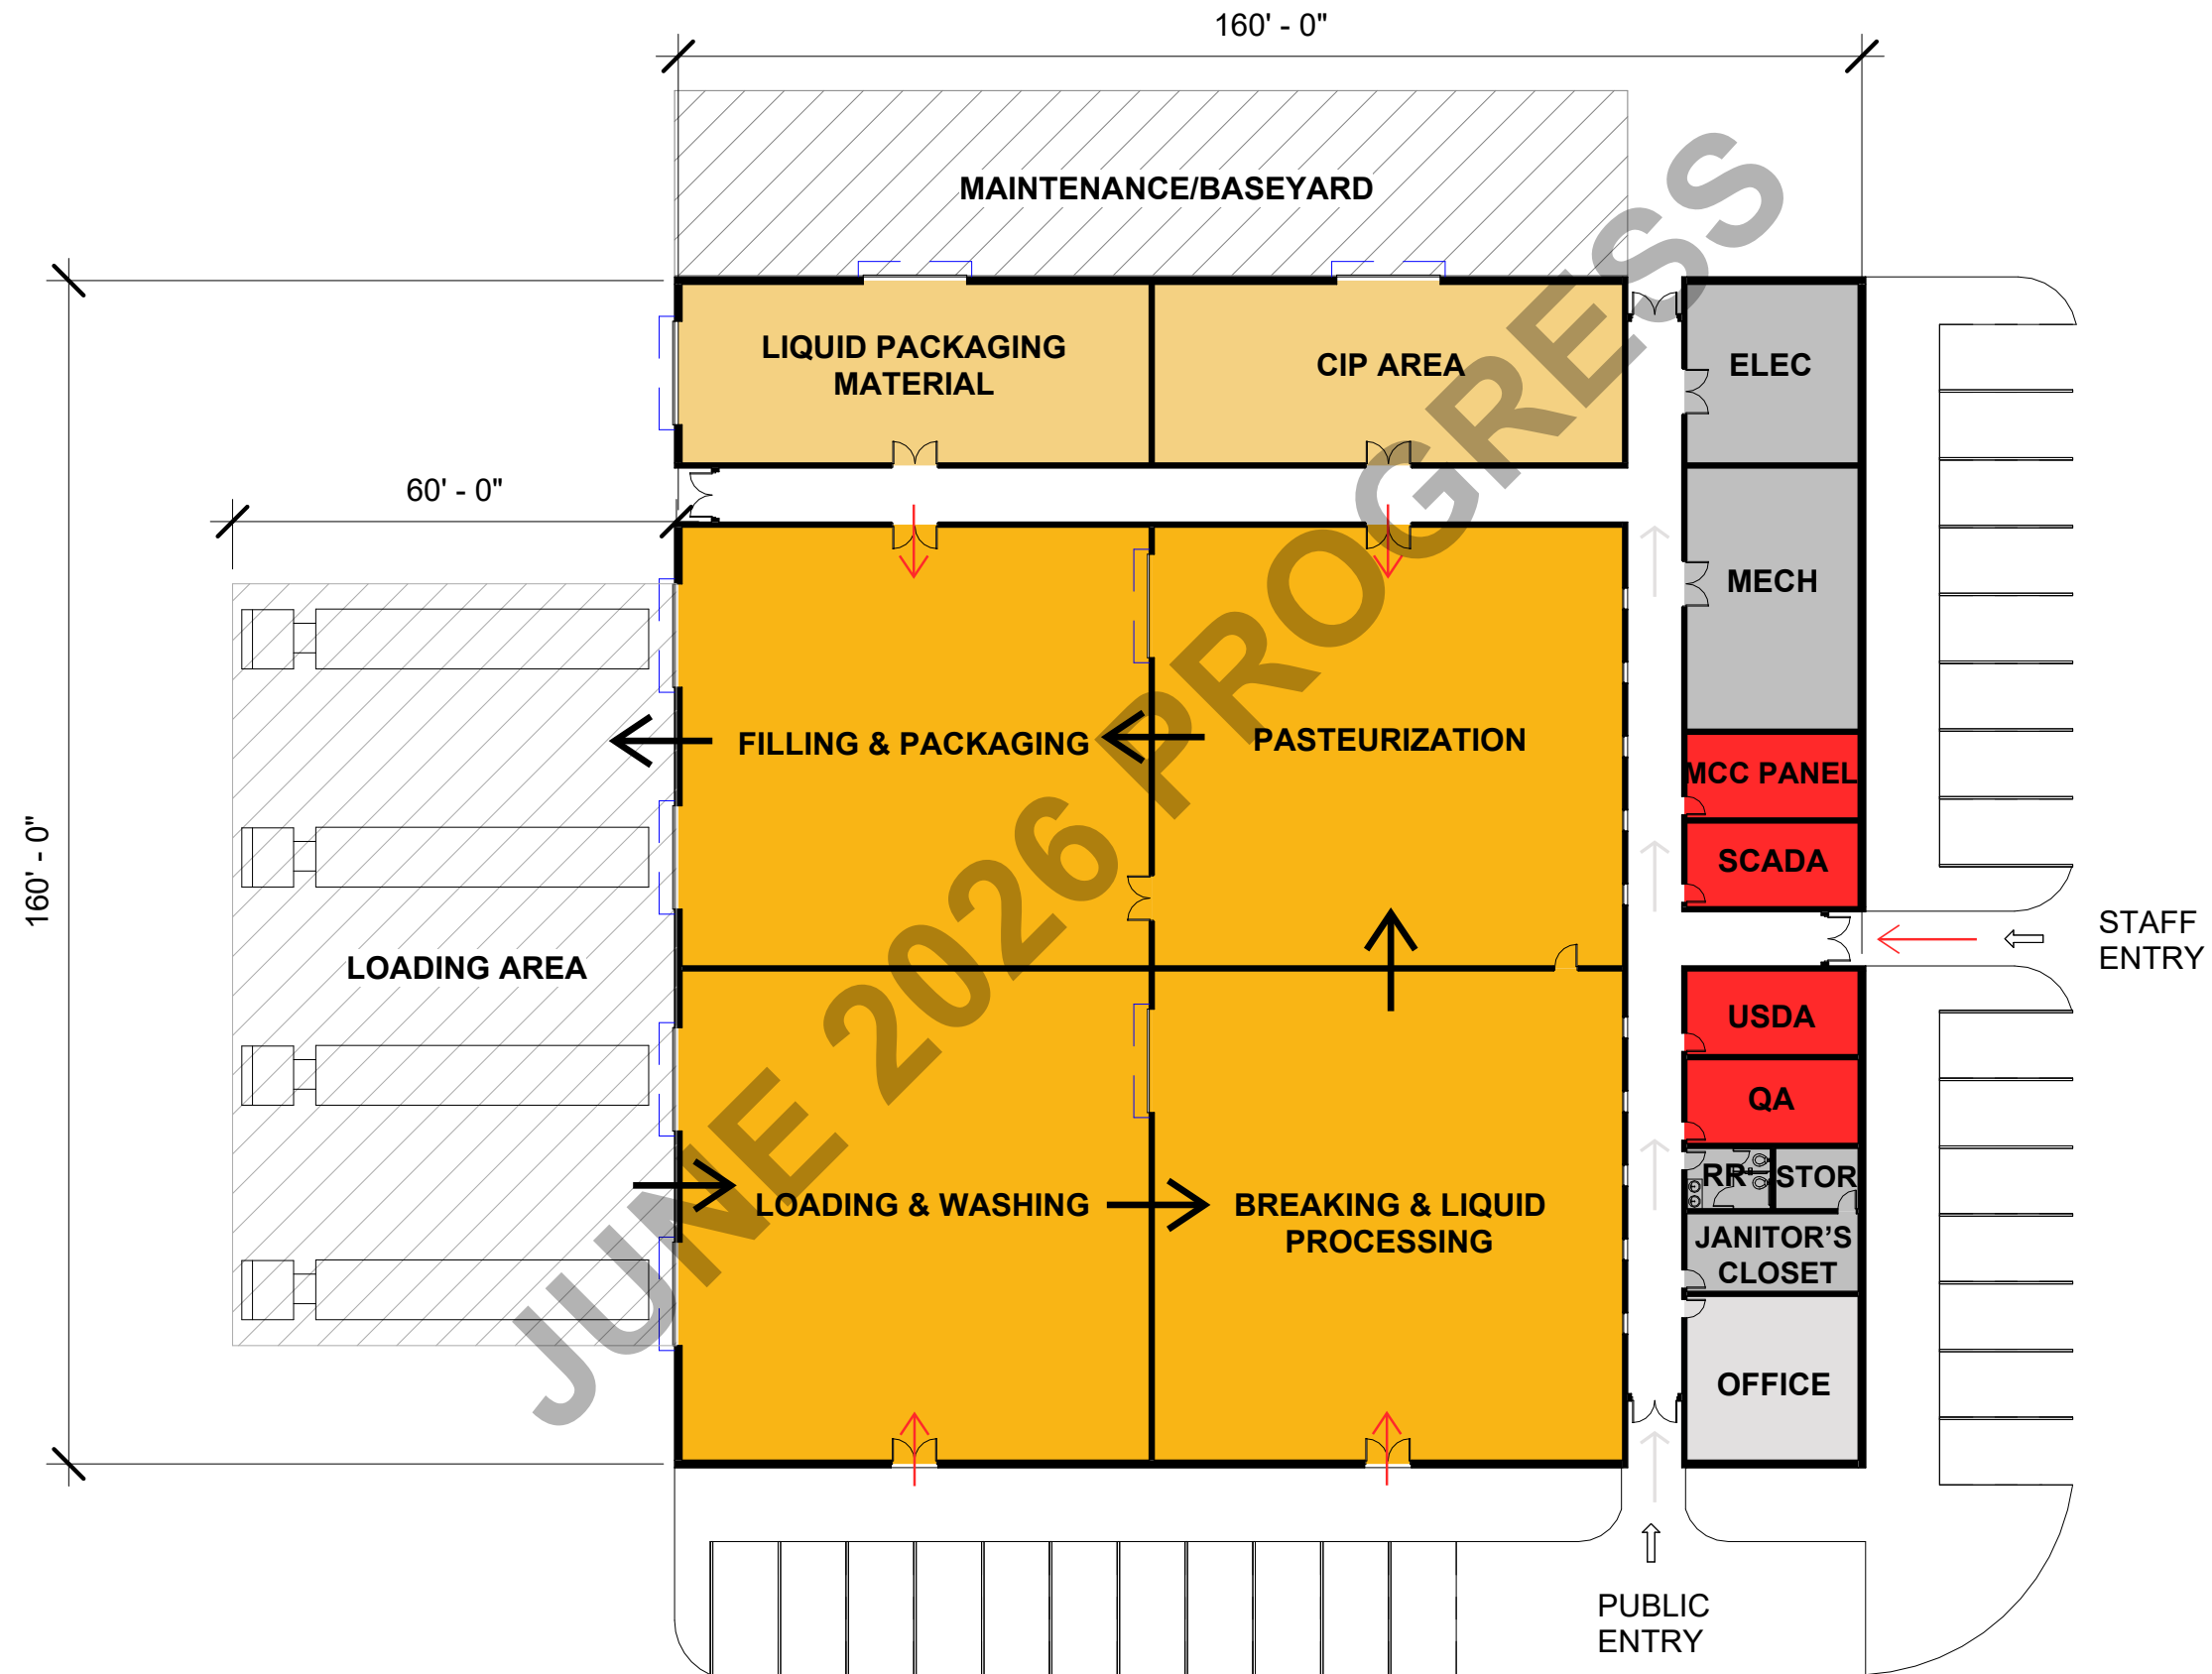 160' - 0"
MAINTENANCE/BASEYARD
LIQUID PACKAGING
MATERIAL
CIP AREA
ELEC
60' - 0"
MECH
FILLING & PACKAGING
PASTEURIZATION
MCC PANEL
SCADA
160' - 0"
LOADING AREA
STAFF
ENTRY
USDA
QA
RR
STOR
LOADING & WASHING
BREAKING & LIQUID
PROCESSING
JANITOR'S
CLOSET
OFFICE
PUBLIC
ENTRY
JUNE 2026 PROGRESS